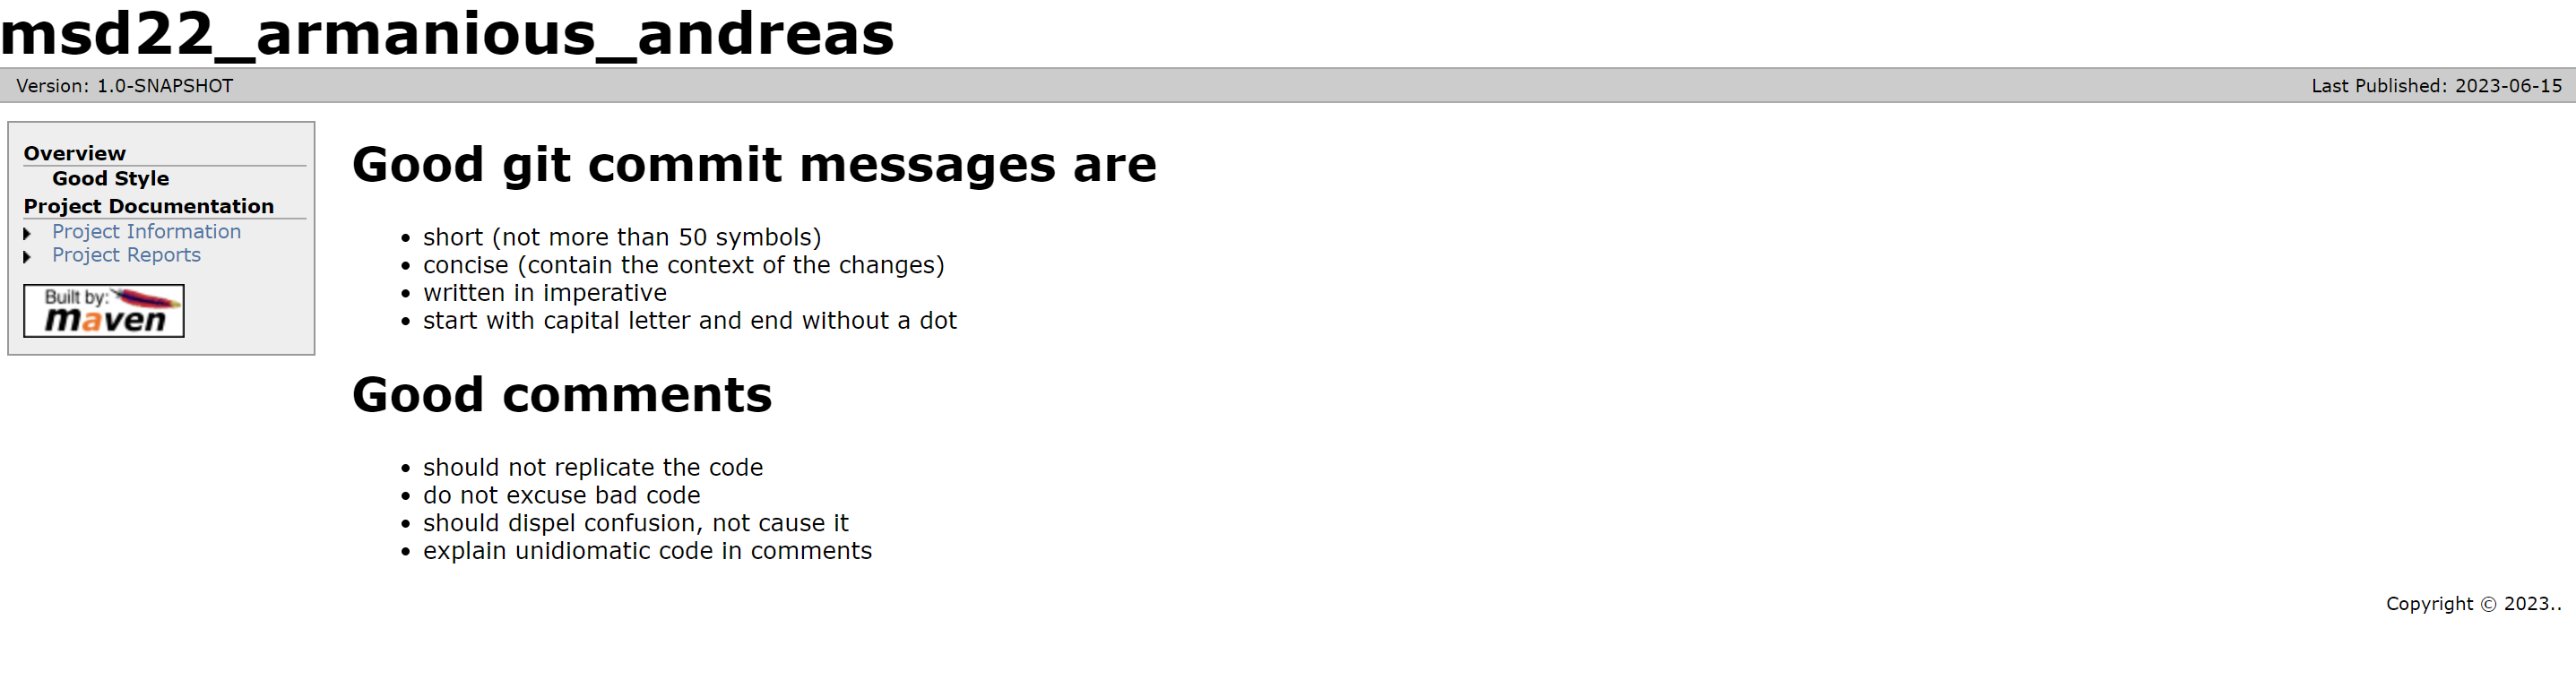 msd22_armanious_andreas
Version: 1.0-SNAPSHOT
Last Published: 2023-06-15
Overview
Good Style
Project Documentation
Project Information
Project Reports
Built by:
maven
Good git commit messages are
• short (not more than 50 symbols)
• concise (contain the context of the changes)
• written in imperative
• start with capital letter and end without a dot
Good comments
• should not replicate the code
• do not excuse bad code
• should dispel confusion, not cause it
• explain unidiomatic code in comments
Copyright © 2023..